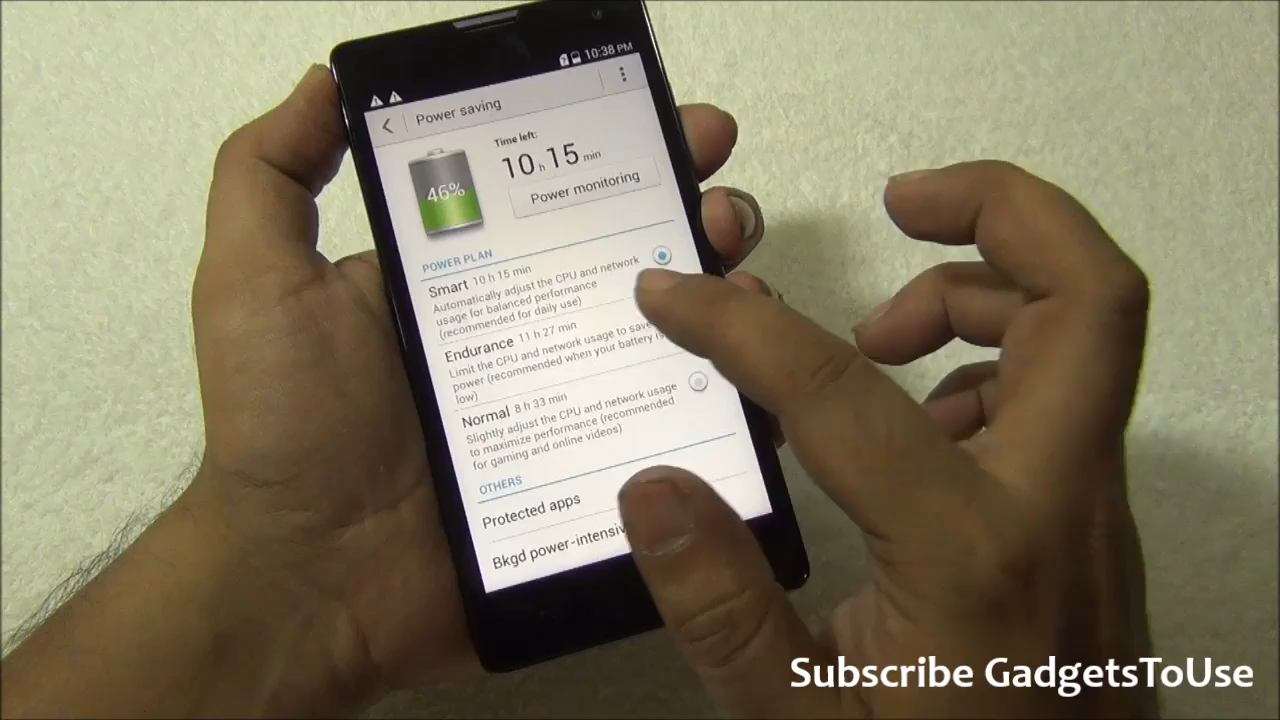 10:38 PM
Power saving
Time left:
10 h 15 min
46%
Power monitoring
POWER PLAN
Smart 10 h 15 min
Automatically adjust the CPU and network
usage for balanced performance
(recommended for daily use)
Endurance 11 h 27 min
Limit the CPU and network usage to save
power (recommended when your battery is
low)
Normal 8 h 33 min
Slightly adjust the CPU and network usage
to maximize performance (recommended
for gaming and online videos)
OTHERS
Protected apps
Bkgd power-intensiv
Subscribe GadgetsToUse